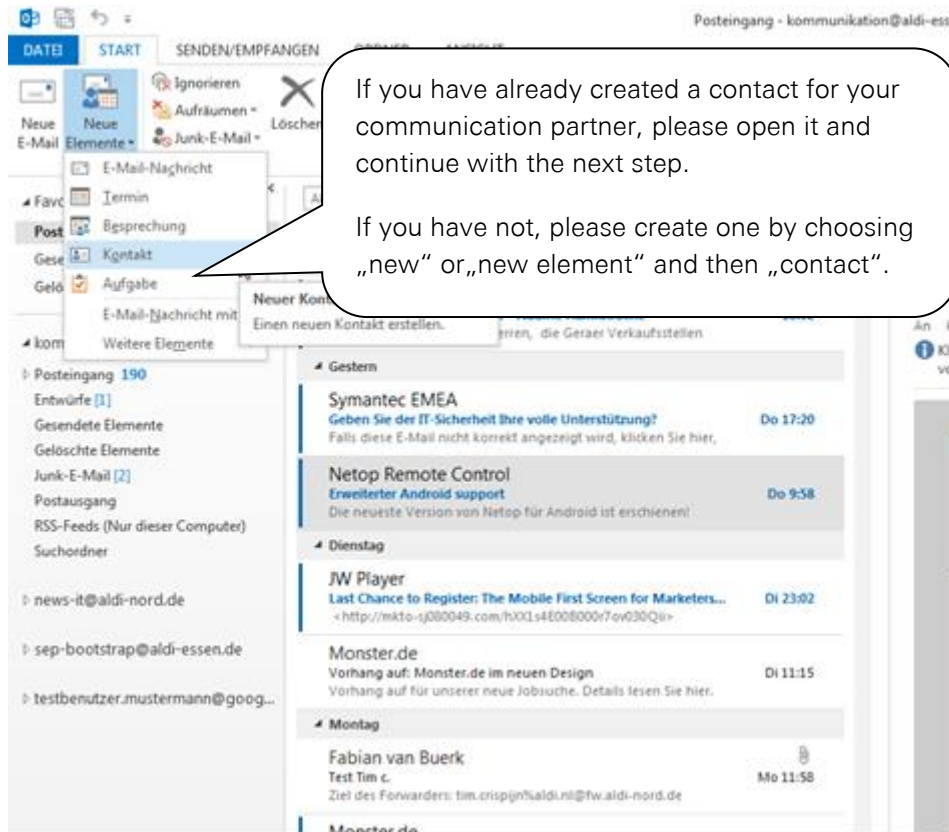 Posteingang - kommunikation@aldi-ess
DATEI START SENDEN/EMPFANGEN ORDNER ANSICHT
Neue E-Mail
Neue Elemente
Ignorieren
Aufräumen
Junk-E-Mail
Löschen
If you have already created a contact for your
communication partner, please open it and
continue with the next step.
If you have not, please create one by choosing
„new“ or„new element“ and then „contact“.
E-Mail-Nachricht
Termin
Besprechung
Kontakt
Aufgabe
E-Mail-Nachricht mit
Weitere Elemente
Neuer Kont
Einen neuen Kontakt erstellen.
Favo
Post
Gese
Gelö
kom
Posteingang 190
Entwürfe [1]
Gesendete Elemente
Gelöschte Elemente
Junk-E-Mail [2]
Postausgang
RSS-Feeds (Nur dieser Computer)
Suchordner
news-it@aldi-nord.de
sep-bootstrap@aldi-essen.de
testbenutzer.mustermann@goog...
erren, die Geraer Verkaufsstellen
Gestern
Symantec EMEA
Geben Sie der IT-Sicherheit Ihre volle Unterstützung? Do 17:20
Falls diese E-Mail nicht korrekt angezeigt wird, klicken Sie hier,
Netop Remote Control
Erweiterter Android support Do 9:58
Die neueste Version von Netop für Android ist erschienen!
Dienstag
JW Player
Last Chance to Register: The Mobile First Screen for Marketers... Di 23:02
Monster.de
Vorhang auf: Monster.de im neuen Design Di 11:15
Vorhang auf für unserer neue Jobsuche. Details lesen Sie hier.
Montag
Fabian van Buerk
Test Tim c. Mo 11:58
Ziel des Forwarders: tim.crispijn%aldi.nl@fw.aldi-nord.de
Monster.de
An